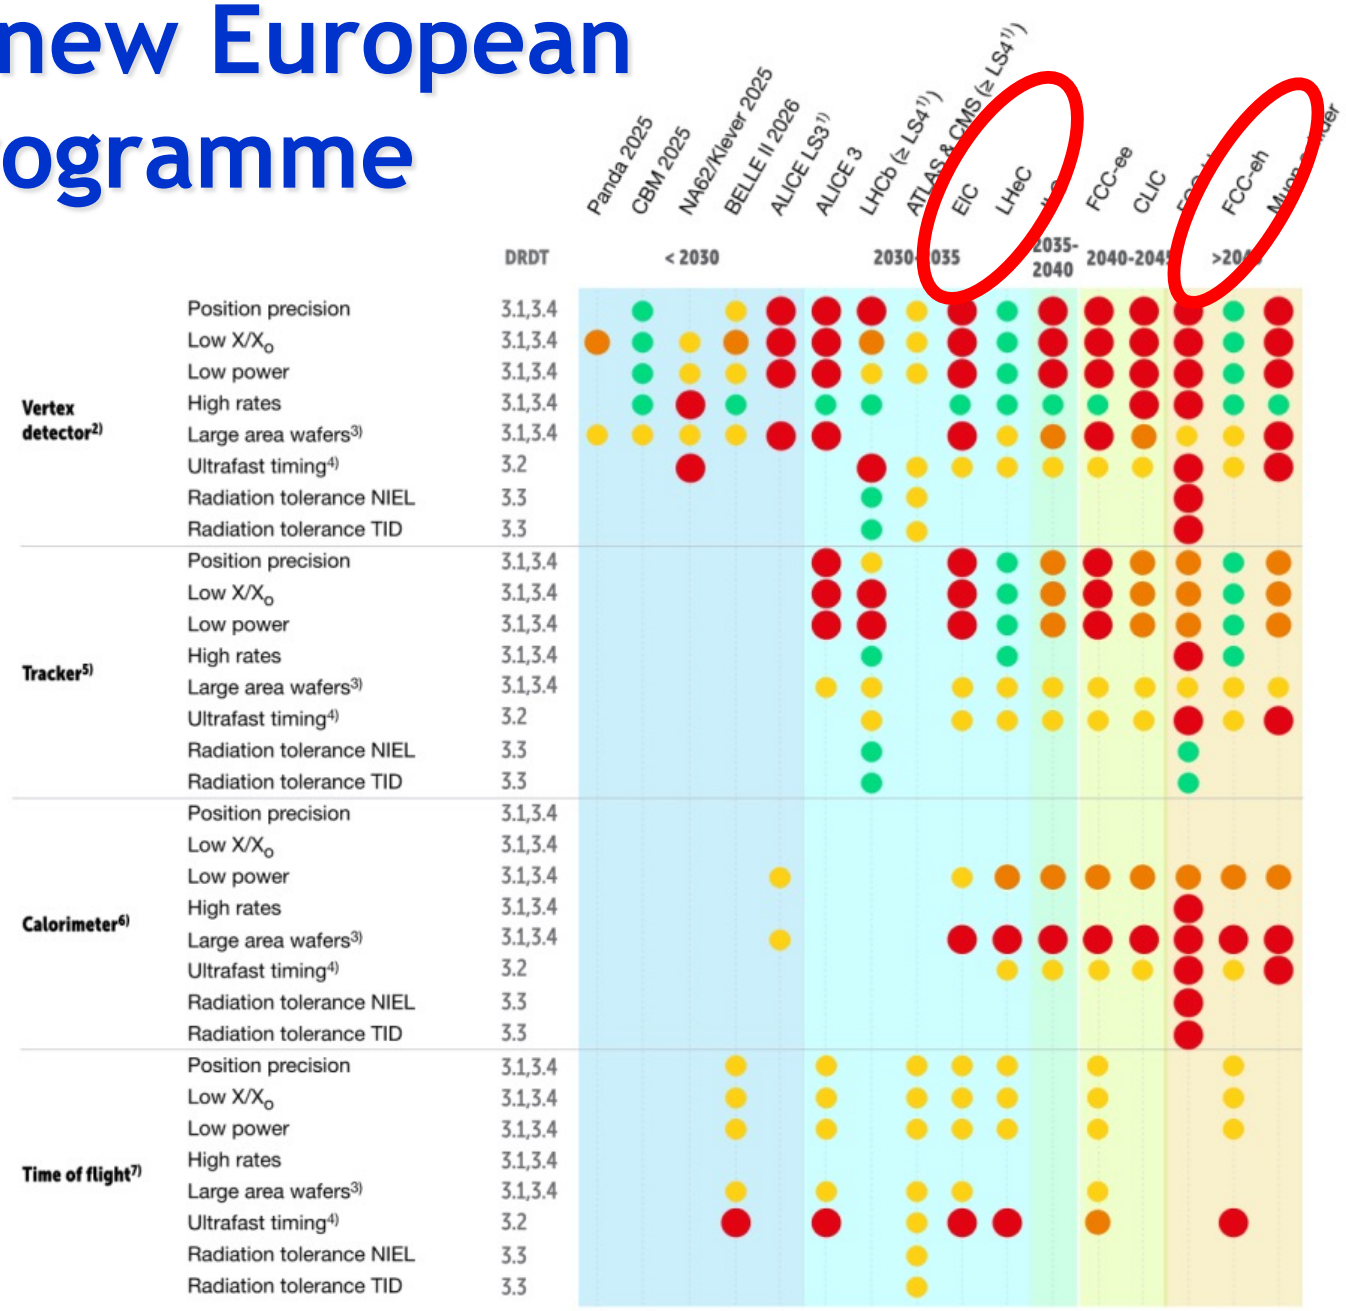 new European
ogramme
Panda 2025
CBM 2025
NA62/Klever 2025
BELLE II 2026
ALICE LS3¹⁾
ALICE 3
LHCb (≥ LS4¹⁾)
ATLAS & CMS (≥ LS4¹⁾)
EIC
LHeC
FCC-ee
CLIC
FCC-eh
DRDT
< 2030
2030-2035
2035-
2040
2040-2045
Position precision 3.1,3.4
Low X/Xₒ 3.1,3.4
Low power 3.1,3.4
High rates 3.1,3.4
Vertex
detector²⁾
Large area wafers³⁾ 3.1,3.4
Ultrafast timing⁴⁾ 3.2
Radiation tolerance NIEL 3.3
Radiation tolerance TID 3.3
Position precision 3.1,3.4
Low X/Xₒ 3.1,3.4
Low power 3.1,3.4
High rates 3.1,3.4
Tracker⁵⁾
Large area wafers³⁾ 3.1,3.4
Ultrafast timing⁴⁾ 3.2
Radiation tolerance NIEL 3.3
Radiation tolerance TID 3.3
Position precision 3.1,3.4
Low X/Xₒ 3.1,3.4
Low power 3.1,3.4
High rates 3.1,3.4
Calorimeter⁶⁾
Large area wafers³⁾ 3.1,3.4
Ultrafast timing⁴⁾ 3.2
Radiation tolerance NIEL 3.3
Radiation tolerance TID 3.3
Position precision 3.1,3.4
Low X/Xₒ 3.1,3.4
Low power 3.1,3.4
High rates 3.1,3.4
Time of flight⁷⁾
Large area wafers³⁾ 3.1,3.4
Ultrafast timing⁴⁾ 3.2
Radiation tolerance NIEL 3.3
Radiation tolerance TID 3.3